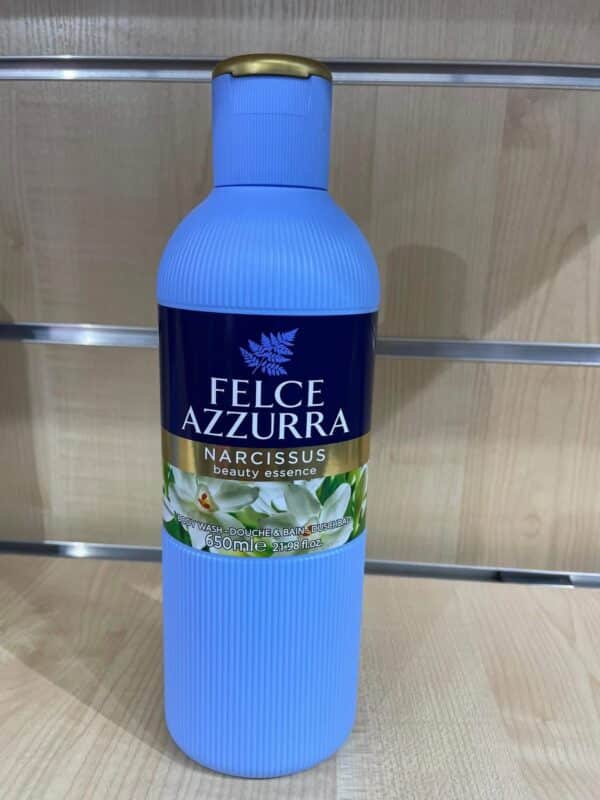 FELCE
AZZURRA
NARCISSUS
beauty essence
BODY WASH - DOUCHE & BAIN - DUSCHBAD
650ml e 21.98 fl.oz.